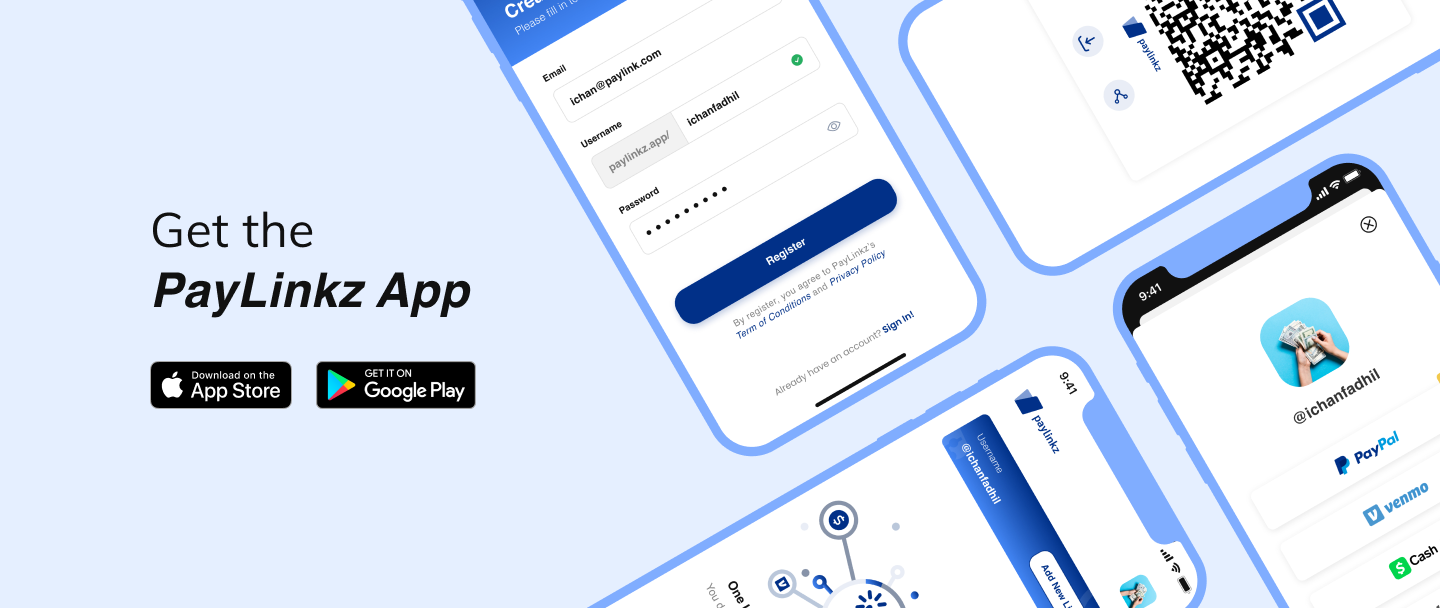 Get the
PayLinkz App
Download on the
App Store
GET IT ON
Google Play
Please fill in
Email
ichan@paylink.com
Username
paylinkz.app/ ichanfadhil
Password
Register
By register, you agree to PayLinkz's
Term of Conditions and Privacy Policy
Already have an account? Sign In!
paylinkz
9:41
paylinkz
Username
@ichanfadhil
Add New
One
You
9:41
@ichanfadhil
PayPal
venmo
Cash